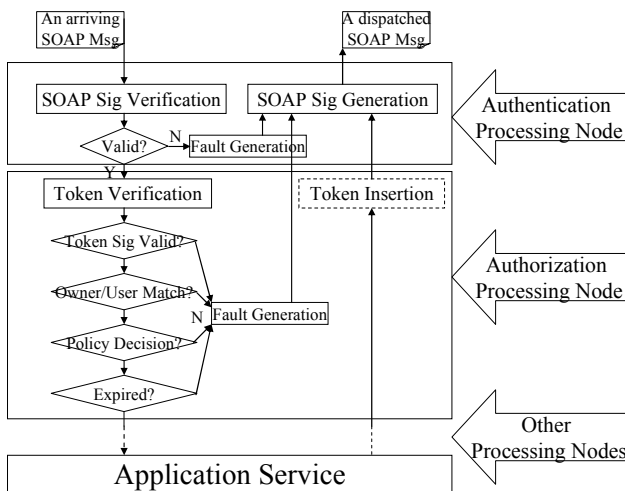 An arriving
SOAP Msg
A dispatched
SOAP Msg.
SOAP Sig Verification
SOAP Sig Generation
Valid?
N
Fault Generation
Y
Authentication
Processing Node
Token Verification
Token Insertion
Token Sig Valid?
Owner/User Match?
N
Fault Generation
Policy Decision?
Expired?
Authorization
Processing Node
Other
Processing Nodes
Application Service